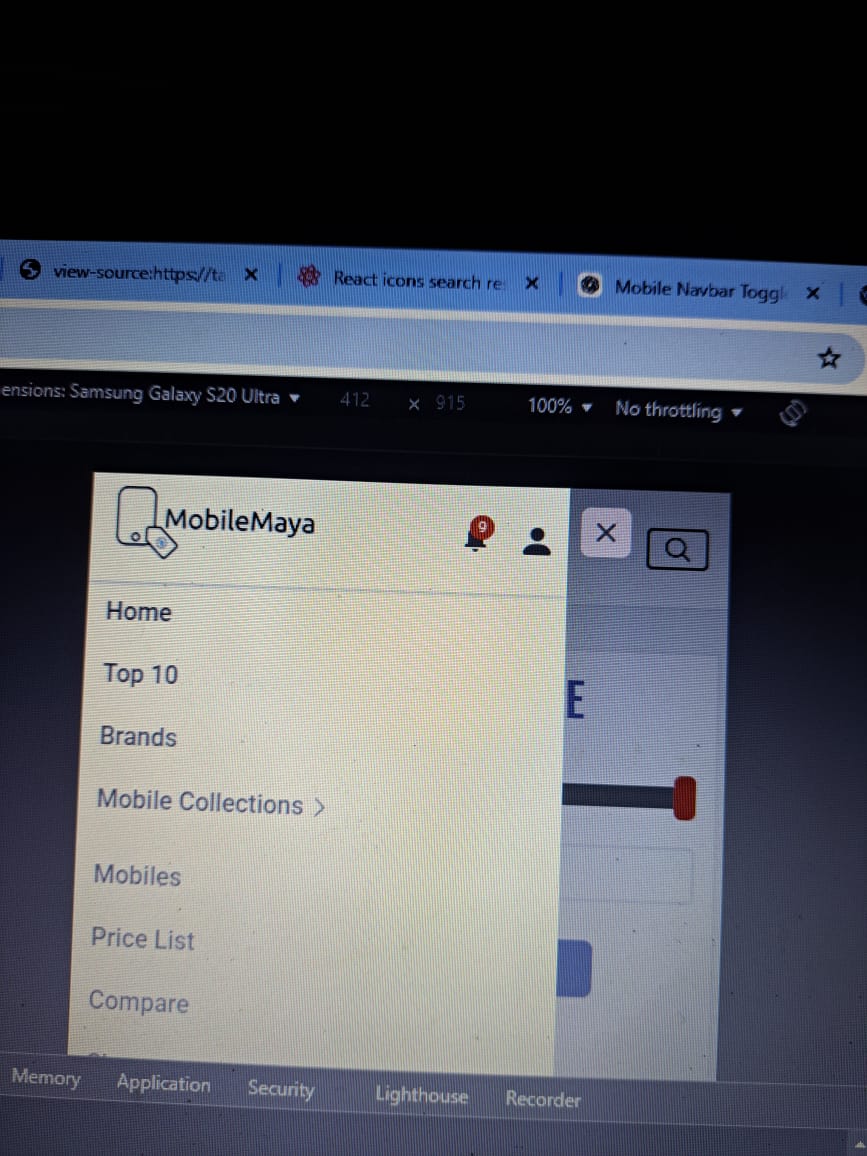 view-source:https://ta
React icons search re
Mobile Navbar Toggl
ensions: Samsung Galaxy S20 Ultra
412 x 915
100%
No throttling
MobileMaya
9
Home
Top 10
Brands
Mobile Collections >
Mobiles
Price List
Compare
E
Memory Application Security Lighthouse Recorder